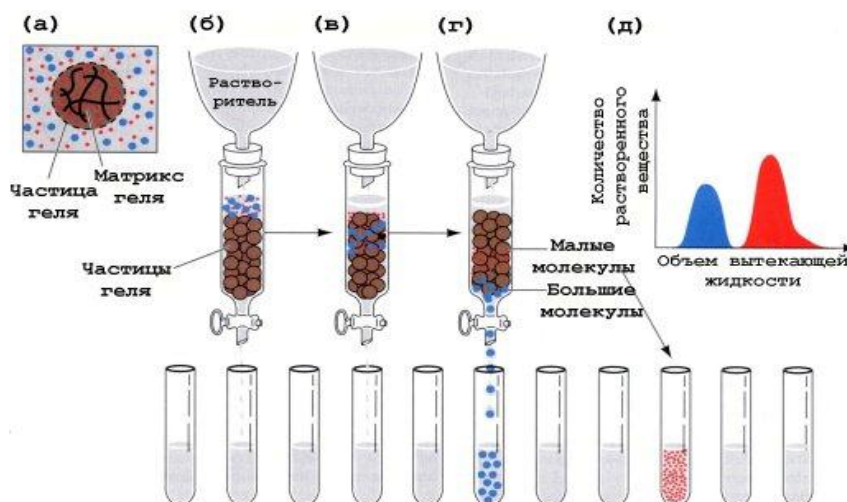 (а)
(б)
(в)
(г)
(д)
Раство-
ритель
Частица
геля
Матрикс
геля
Частицы
геля
Малые
молекулы
Большие
молекулы
Количество
растворенного
вещества
Объем вытекающей
жидкости